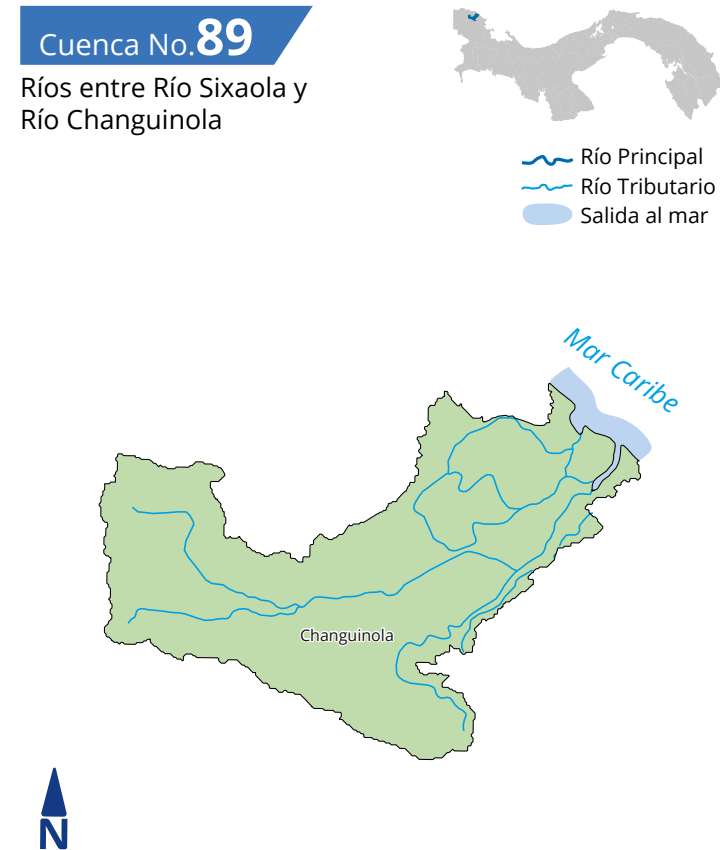 Cuenca No.89
Ríos entre Río Sixaola y
Río Changuinola
Río Principal
Río Tributario
Salida al mar
Mar Caribe
Changuinola
N